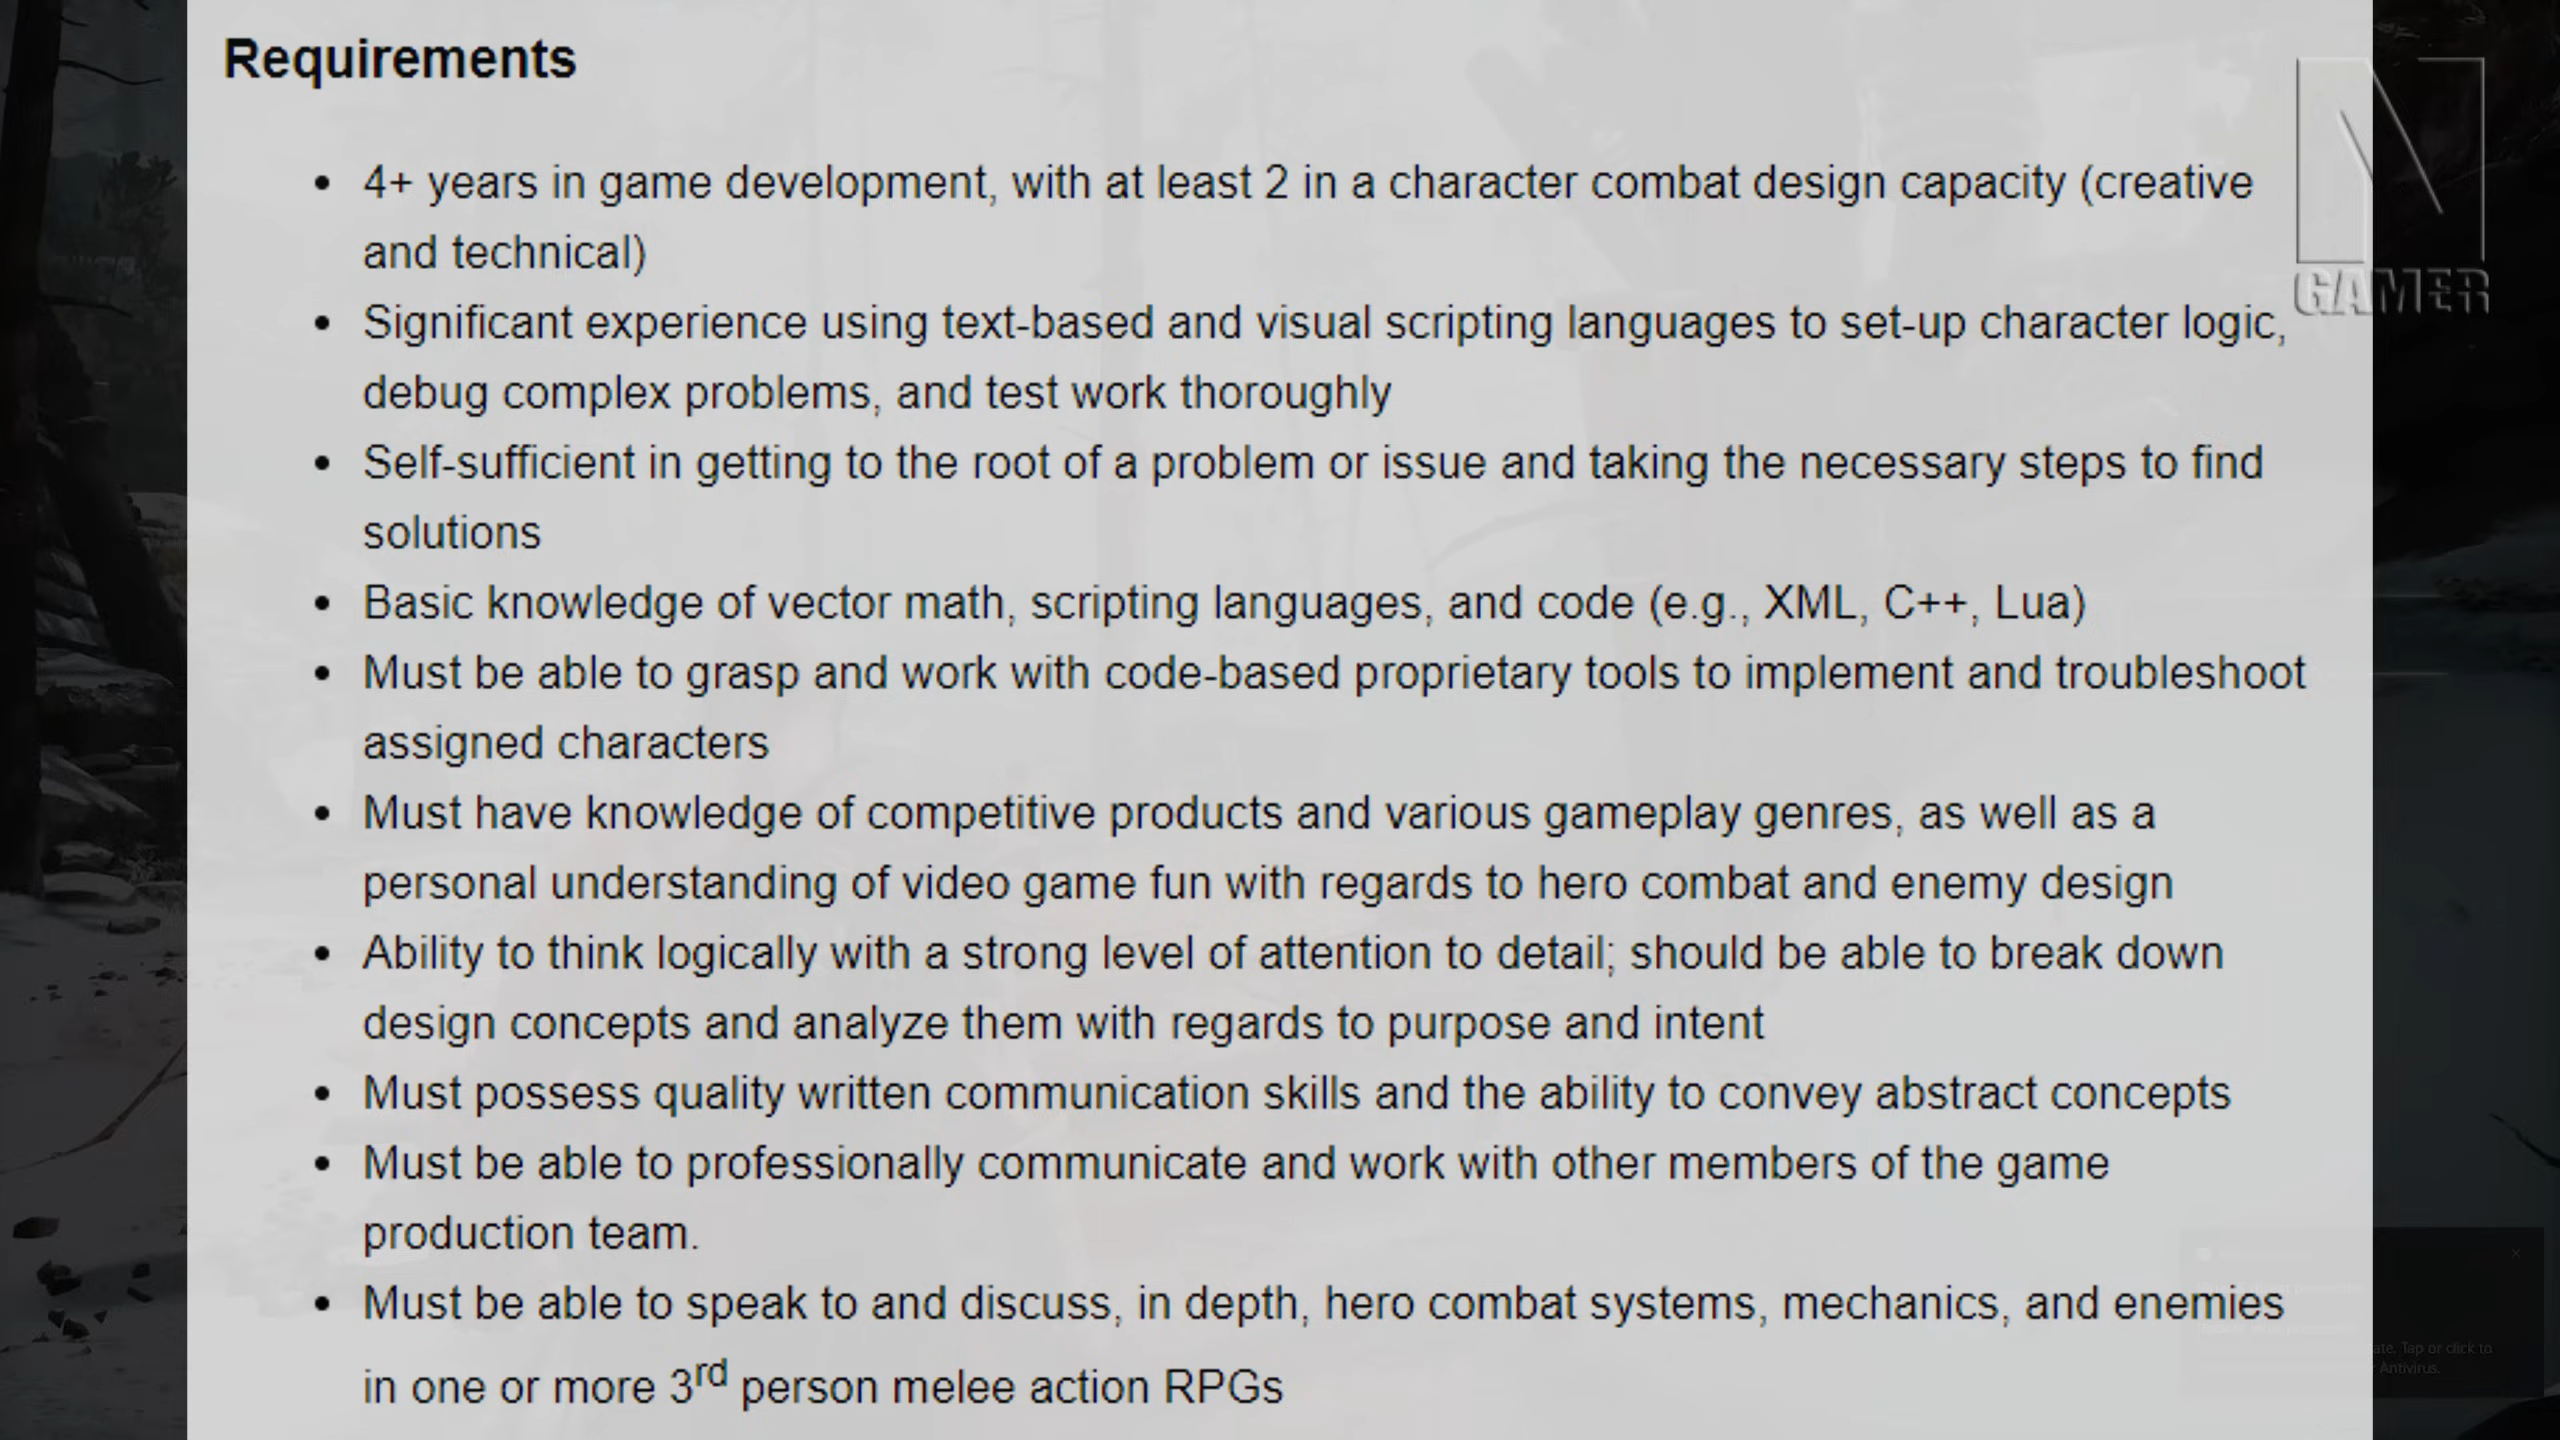 Requirements
• 4+ years in game development, with at least 2 in a character combat design capacity (creative
and technical)
• Significant experience using text-based and visual scripting languages to set-up character logic,
debug complex problems, and test work thoroughly
• Self-sufficient in getting to the root of a problem or issue and taking the necessary steps to find
solutions
• Basic knowledge of vector math, scripting languages, and code (e.g., XML, C++, Lua)
• Must be able to grasp and work with code-based proprietary tools to implement and troubleshoot
assigned characters
• Must have knowledge of competitive products and various gameplay genres, as well as a
personal understanding of video game fun with regards to hero combat and enemy design
• Ability to think logically with a strong level of attention to detail; should be able to break down
design concepts and analyze them with regards to purpose and intent
• Must possess quality written communication skills and the ability to convey abstract concepts
• Must be able to professionally communicate and work with other members of the game
production team.
• Must be able to speak to and discuss, in depth, hero combat systems, mechanics, and enemies
in one or more 3rd person melee action RPGs
GAMER
Tap or click to
Antivirus.